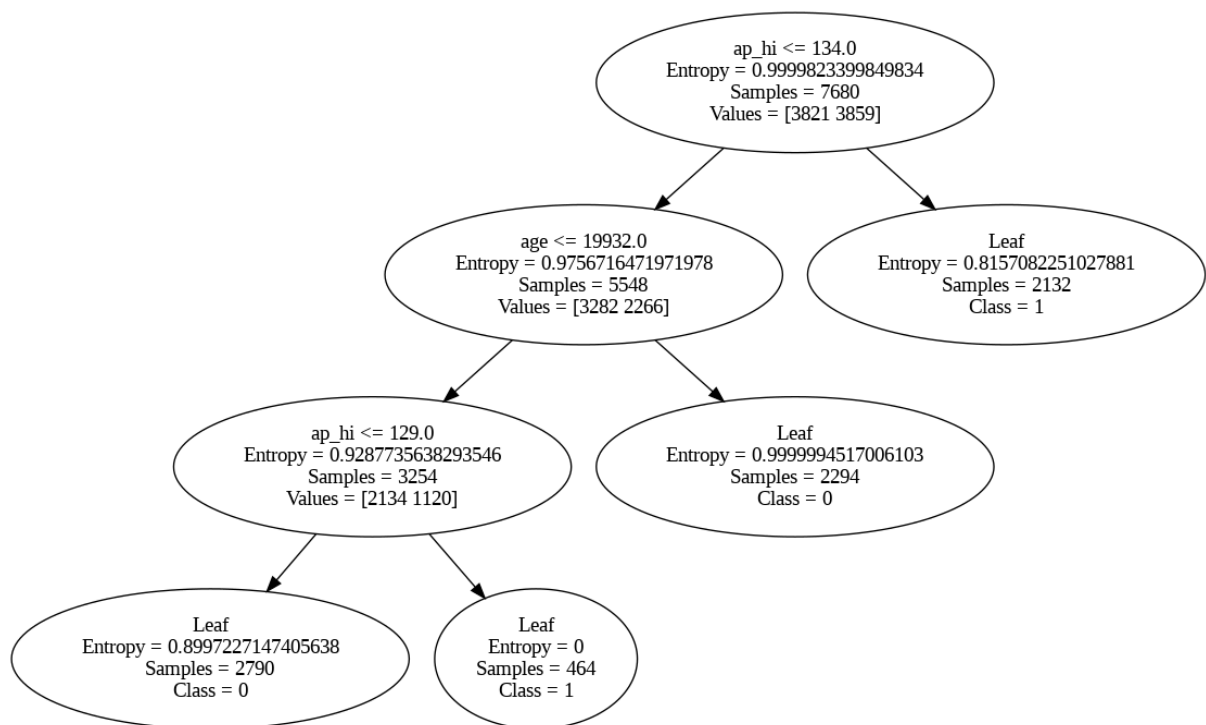 ap_hi <= 134.0
Entropy = 0.9999823399849834
Samples = 7680
Values = [3821 3859]
age <= 19932.0
Entropy = 0.9756716471971978
Samples = 5548
Values = [3282 2266]
Leaf
Entropy = 0.8157082251027881
Samples = 2132
Class = 1
ap_hi <= 129.0
Entropy = 0.9287735638293546
Samples = 3254
Values = [2134 1120]
Leaf
Entropy = 0.9999994517006103
Samples = 2294
Class = 0
Leaf
Entropy = 0.8997227147405638
Samples = 2790
Class = 0
Leaf
Entropy = 0
Samples = 464
Class = 1